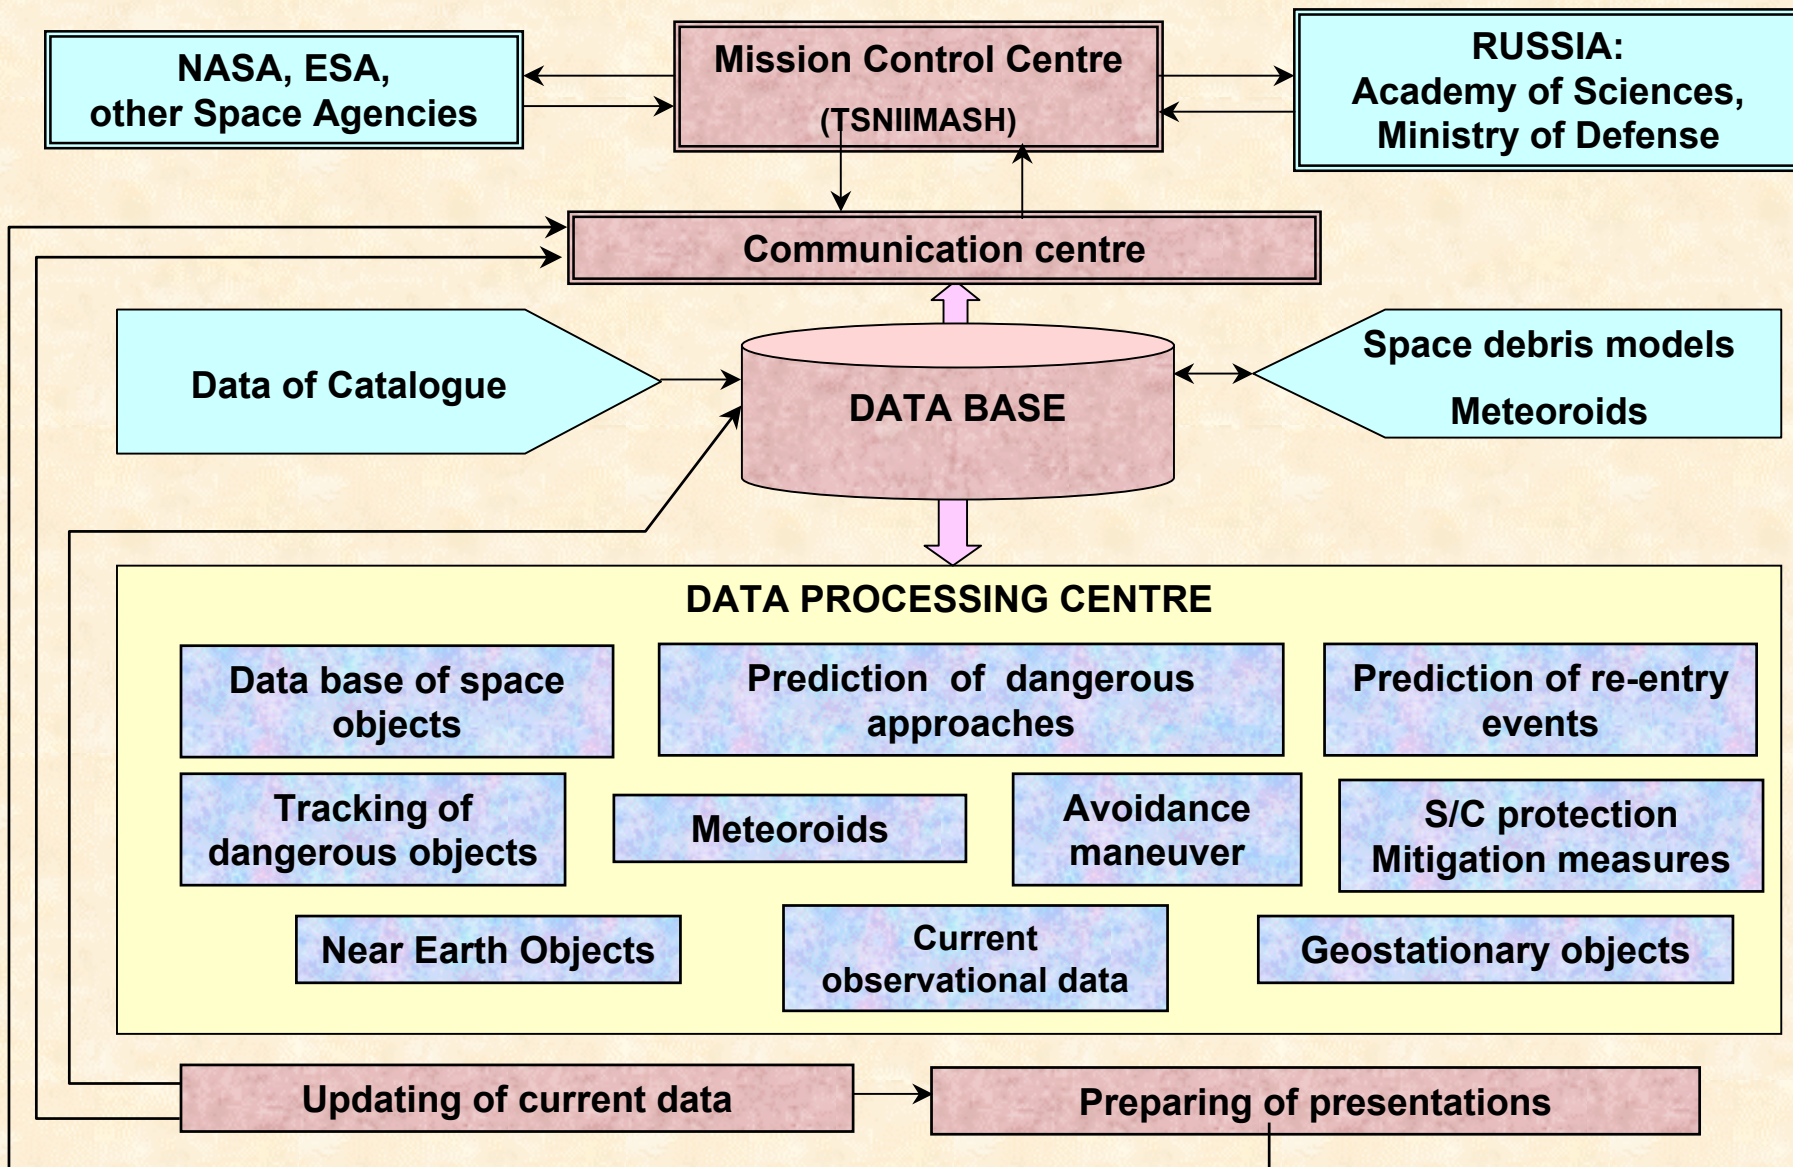 NASA, ESA,
other Space Agencies
Mission Control Centre
(TSNIIMASH)
RUSSIA:
Academy of Sciences,
Ministry of Defense
Communication centre
Data of Catalogue
DATA BASE
Space debris models
Meteoroids
DATA PROCESSING CENTRE
Data base of space
objects
Prediction of dangerous
approaches
Prediction of re-entry
events
Tracking of
dangerous objects
Meteoroids
Avoidance
maneuver
S/C protection
Mitigation measures
Near Earth Objects
Current
observational data
Geostationary objects
Updating of current data
Preparing of presentations